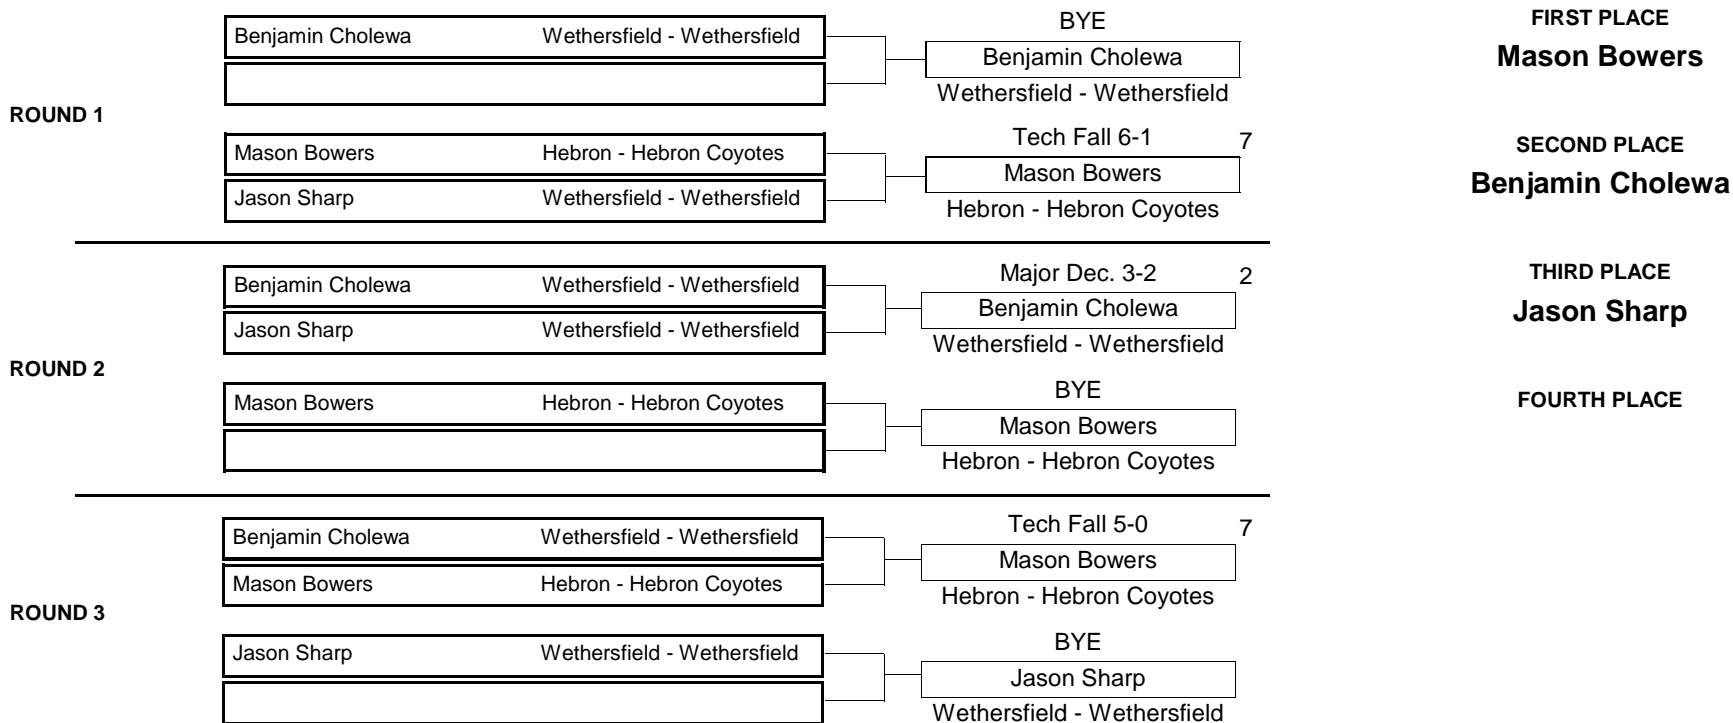 BYE
Benjamin Cholewa Wethersfield - Wethersfield
Benjamin Cholewa
Wethersfield - Wethersfield
ROUND 1
Tech Fall 6-1 7
Mason Bowers Hebron - Hebron Coyotes
Mason Bowers
Jason Sharp Wethersfield - Wethersfield
Hebron - Hebron Coyotes
Major Dec. 3-2 2
Benjamin Cholewa Wethersfield - Wethersfield
Benjamin Cholewa
Jason Sharp Wethersfield - Wethersfield
Wethersfield - Wethersfield
ROUND 2
BYE
Mason Bowers Hebron - Hebron Coyotes
Mason Bowers
Hebron - Hebron Coyotes
Tech Fall 5-0 7
Benjamin Cholewa Wethersfield - Wethersfield
Mason Bowers
Mason Bowers Hebron - Hebron Coyotes
Hebron - Hebron Coyotes
ROUND 3
BYE
Jason Sharp Wethersfield - Wethersfield
Jason Sharp
Wethersfield - Wethersfield
FIRST PLACE
Mason Bowers
SECOND PLACE
Benjamin Cholewa
THIRD PLACE
Jason Sharp
FOURTH PLACE